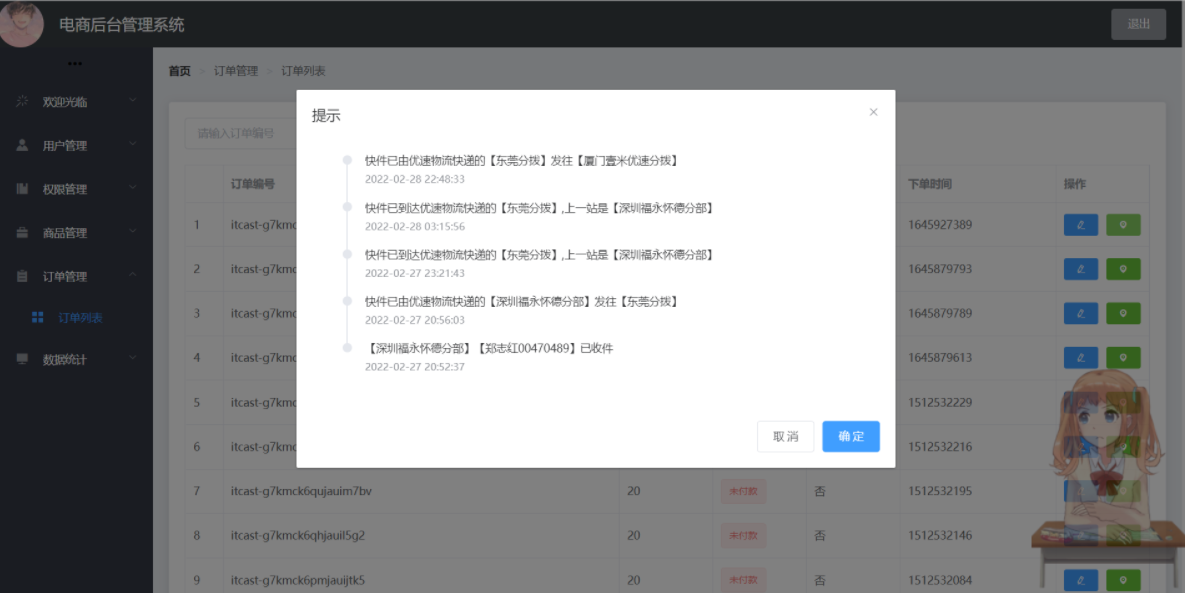 电商后台管理系统
退出
•••
欢迎光临
用户管理
权限管理
商品管理
订单管理
订单列表
数据统计
首页 > 订单管理 > 订单列表
请输入订单编号
订单编号
下单时间
操作
提示
快件已由优速物流快递的【东莞分拨】发往【厦门壹米优速分拨】
2022-02-28 22:48:33
快件已到达优速物流快递的【东莞分拨】,上一站是【深圳福永怀德分部】
2022-02-28 03:15:56
快件已到达优速物流快递的【东莞分拨】,上一站是【深圳福永怀德分部】
2022-02-27 23:21:43
快件已由优速物流快递的【深圳福永怀德分部】发往【东莞分拨】
2022-02-27 20:56:03
【深圳福永怀德分部】【郑志红00470489】已收件
2022-02-27 20:52:37
取消
确定
1 itcast-g7kmc 1645927389
2 itcast-g7kmc 1645879793
3 itcast-g7kmc 1645879789
4 itcast-g7kmc 1645879613
5 itcast-g7kmc 1512532229
6 itcast-g7kmc 1512532216
7 itcast-g7kmck6qujauim7bv 20 未付款 否 1512532195
8 itcast-g7kmck6qhjauil5g2 20 未付款 否 1512532146
9 itcast-g7kmck6pmjauijtk5 20 未付款 否 1512532084